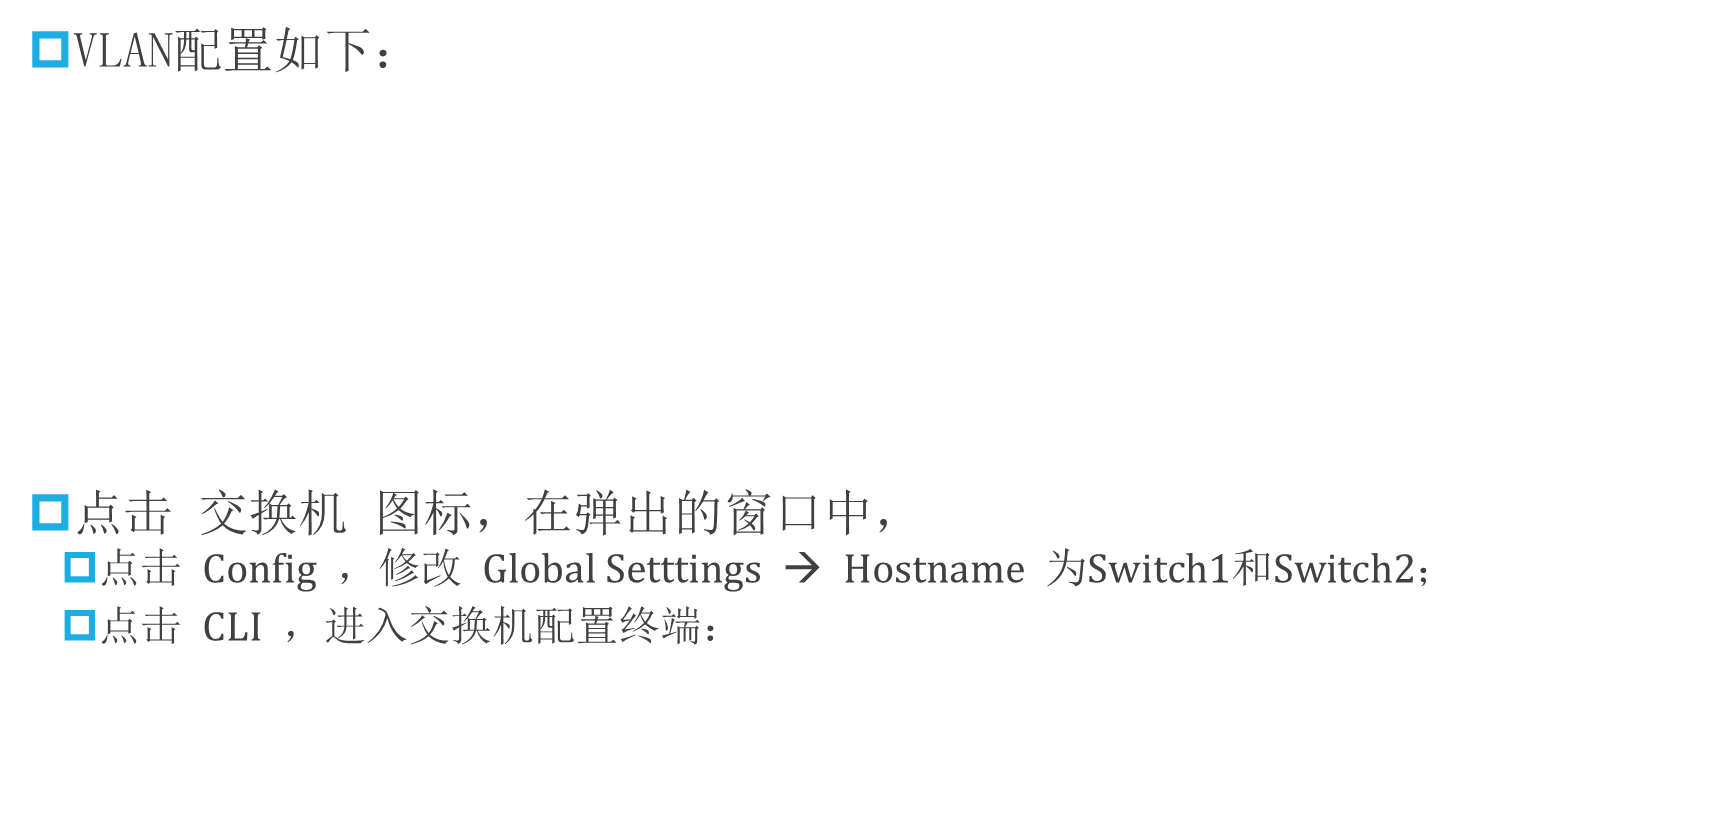 VLAN配置如下：
点击 交换机 图标，在弹出的窗口中，
点击 Config ，修改 Global Setttings → Hostname 为Switch1和Switch2；
点击 CLI ，进入交换机配置终端：